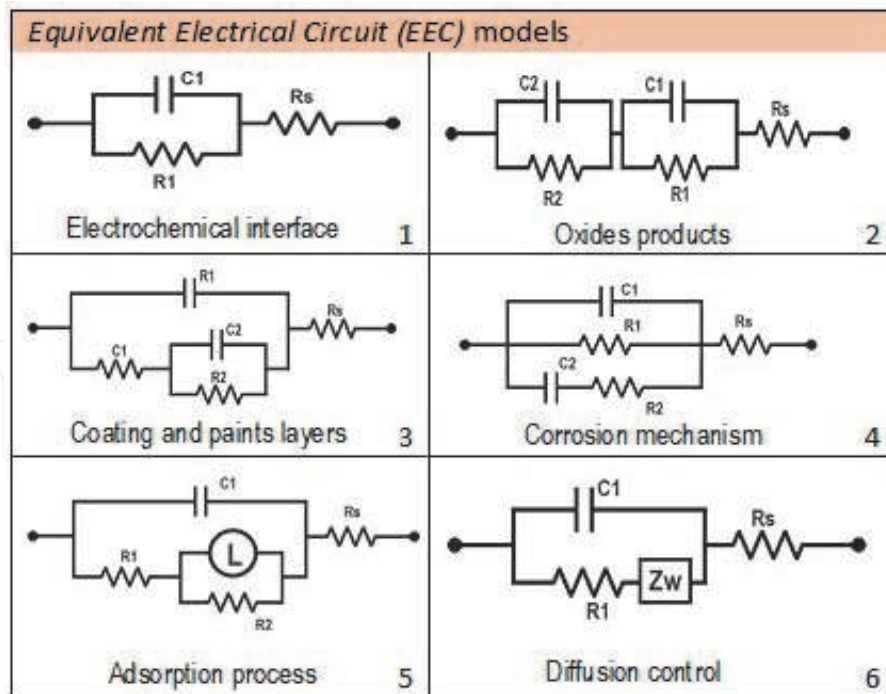 Equivalent Electrical Circuit (EEC) models
C1
Rs
R1
Electrochemical interface 1
C2
C1
Rs
R2
R1
Oxides products 2
R1
Rs
C1
C2
R2
Coating and paints layers 3
C1
R1
Rs
C2
R2
Corrosion mechanism 4
C1
Rs
R1
L
R2
Adsorption process 5
C1
Rs
R1
Zw
Diffusion control 6